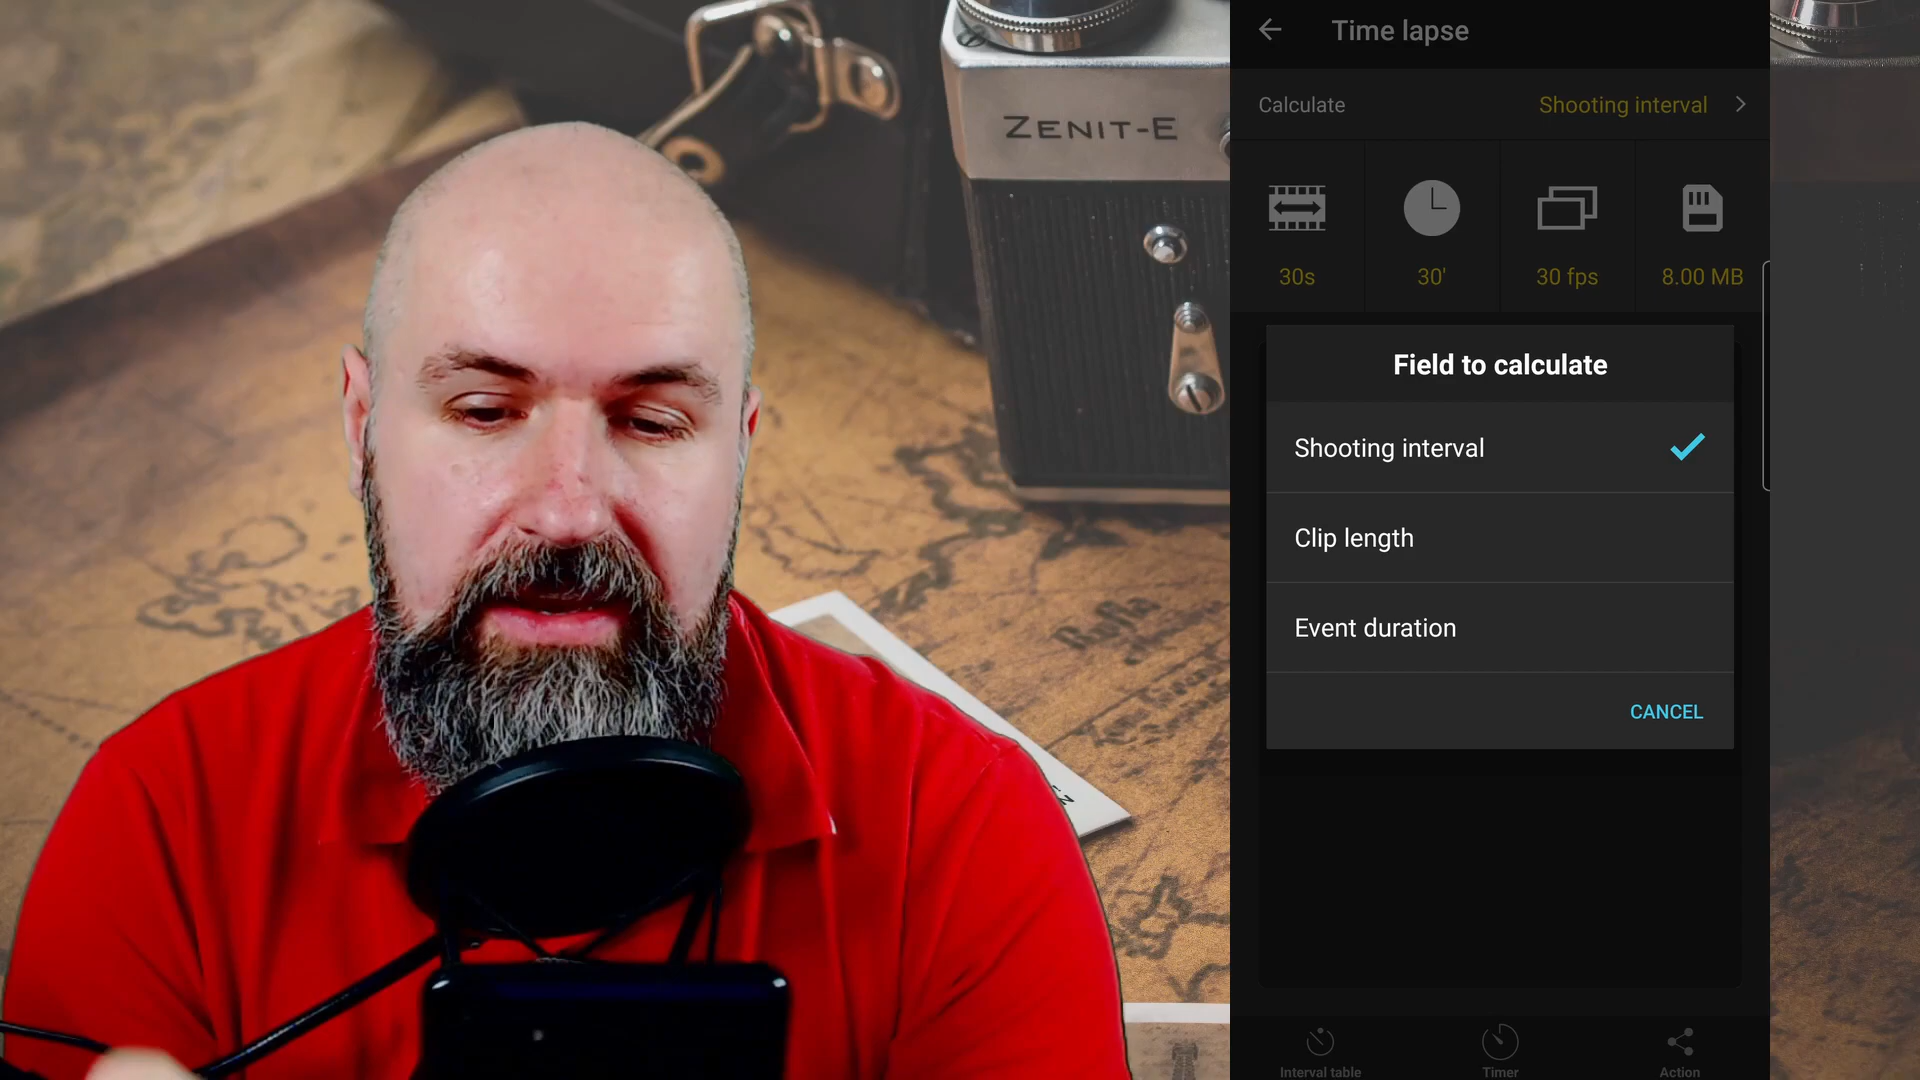 ZENIT-E
Time lapse
Calculate
Shooting interval
30s
30'
30 fps
8.00 MB
Field to calculate
Shooting interval
Clip length
Event duration
CANCEL
Interval table
Timer
Action